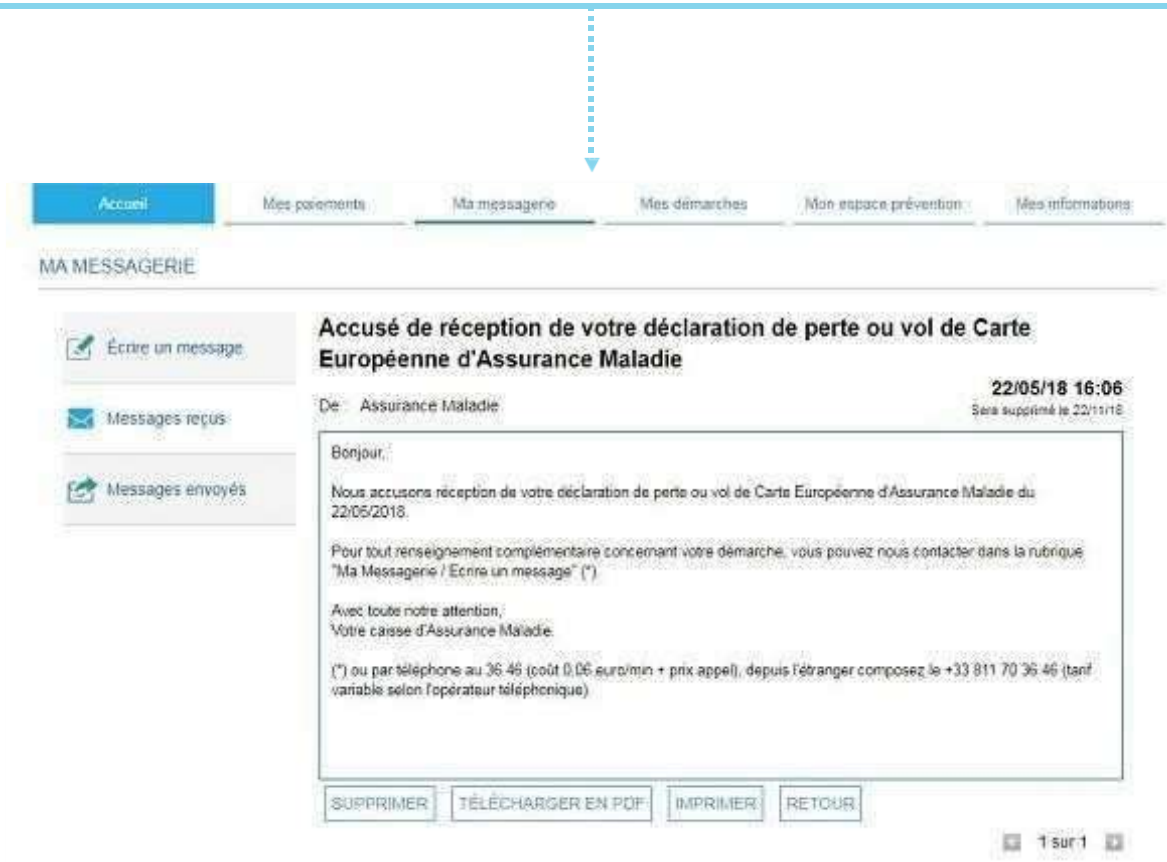 Accueil Mes paiements Ma messagerie Mes démarches Mon espace prévention Mes informations
MA MESSAGERIE
Écrire un message
Messages reçus
Messages envoyés
Accusé de réception de votre déclaration de perte ou vol de Carte
Européenne d'Assurance Maladie
22/05/18 16:06
De Assurance Maladie
Sera supprimé le 22/11/18
Bonjour,
Nous accusons réception de votre déclaration de perte ou vol de Carte Européenne d'Assurance Maladie du
22/05/2018.
Pour tout renseignement complémentaire concernant votre démarche, vous pouvez nous contacter dans la rubrique
"Ma Messagerie / Ecrire un message" (*)
Avec toute notre attention,
Votre caisse d'Assurance Maladie.
(*) ou par téléphone au 36 46 (coût 0,06 euro/min + prix appel), depuis l'étranger composez le +33 811 70 36 46 (tarif
variable selon l'opérateur téléphonique)
SUPPRIMER TÉLÉCHARGER EN PDF IMPRIMER RETOUR
1 sur 1